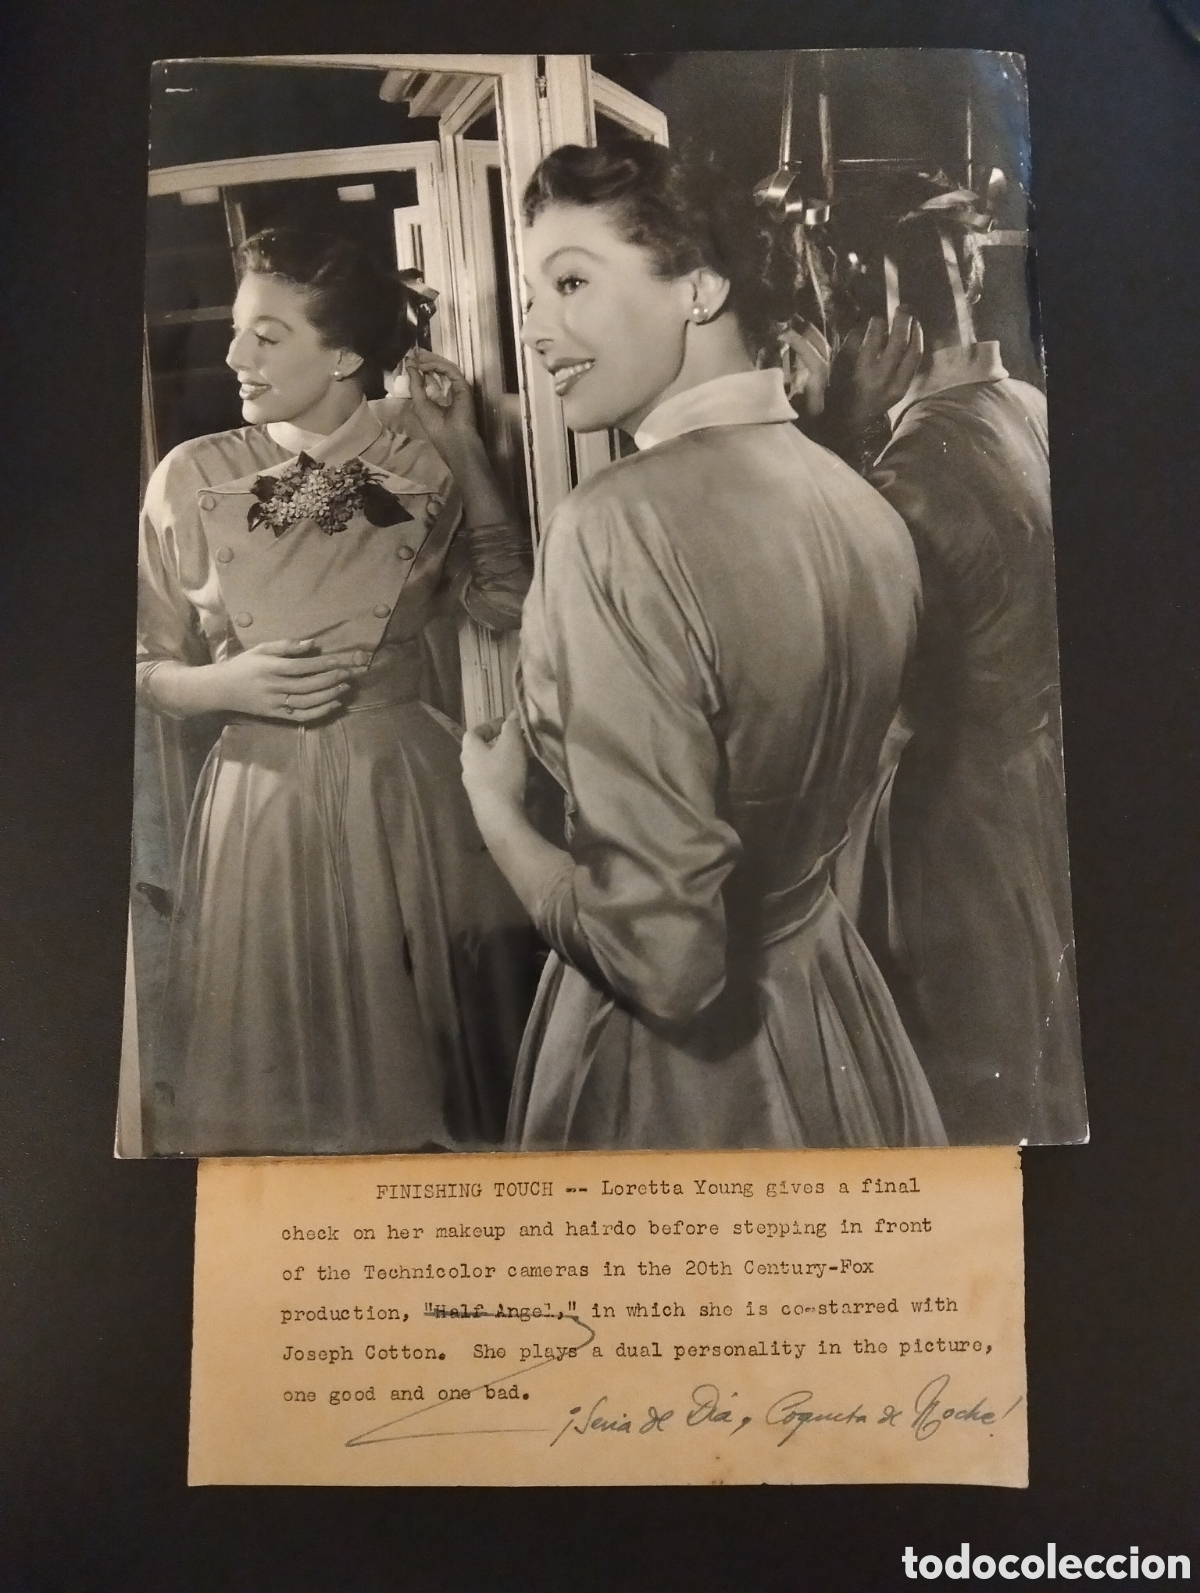 FINISHING TOUCH -- Loretta Young gives a final
check on her makeup and hairdo before stepping in front
of the Technicolor cameras in the 20th Century-Fox
production, "Half Angel," in which she is co-starred with
Joseph Cotton. She plays a dual personality in the picture,
one good and one bad.
¡Seria de Dia, Coqueta de Noche!
todocoleccion